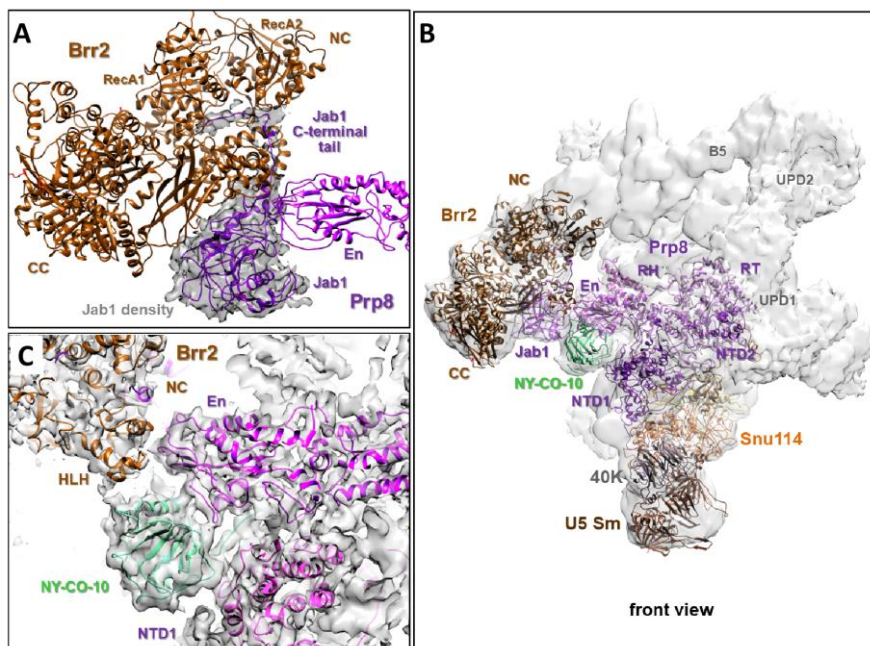 A
Brr2
RecA2
NC
RecA1
Jab1
C-terminal
tail
En
CC
Jab1
Jab1 density
Prp8
B
B5
UPD2
NC
Brr2
Prp8
RH
RT
En
UPD1
Jab1
NTD2
CC
NY-CO-10
NTD1
Snu114
40K
U5 Sm
front view
C
Brr2
NC
En
HLH
NY-CO-10
NTD1